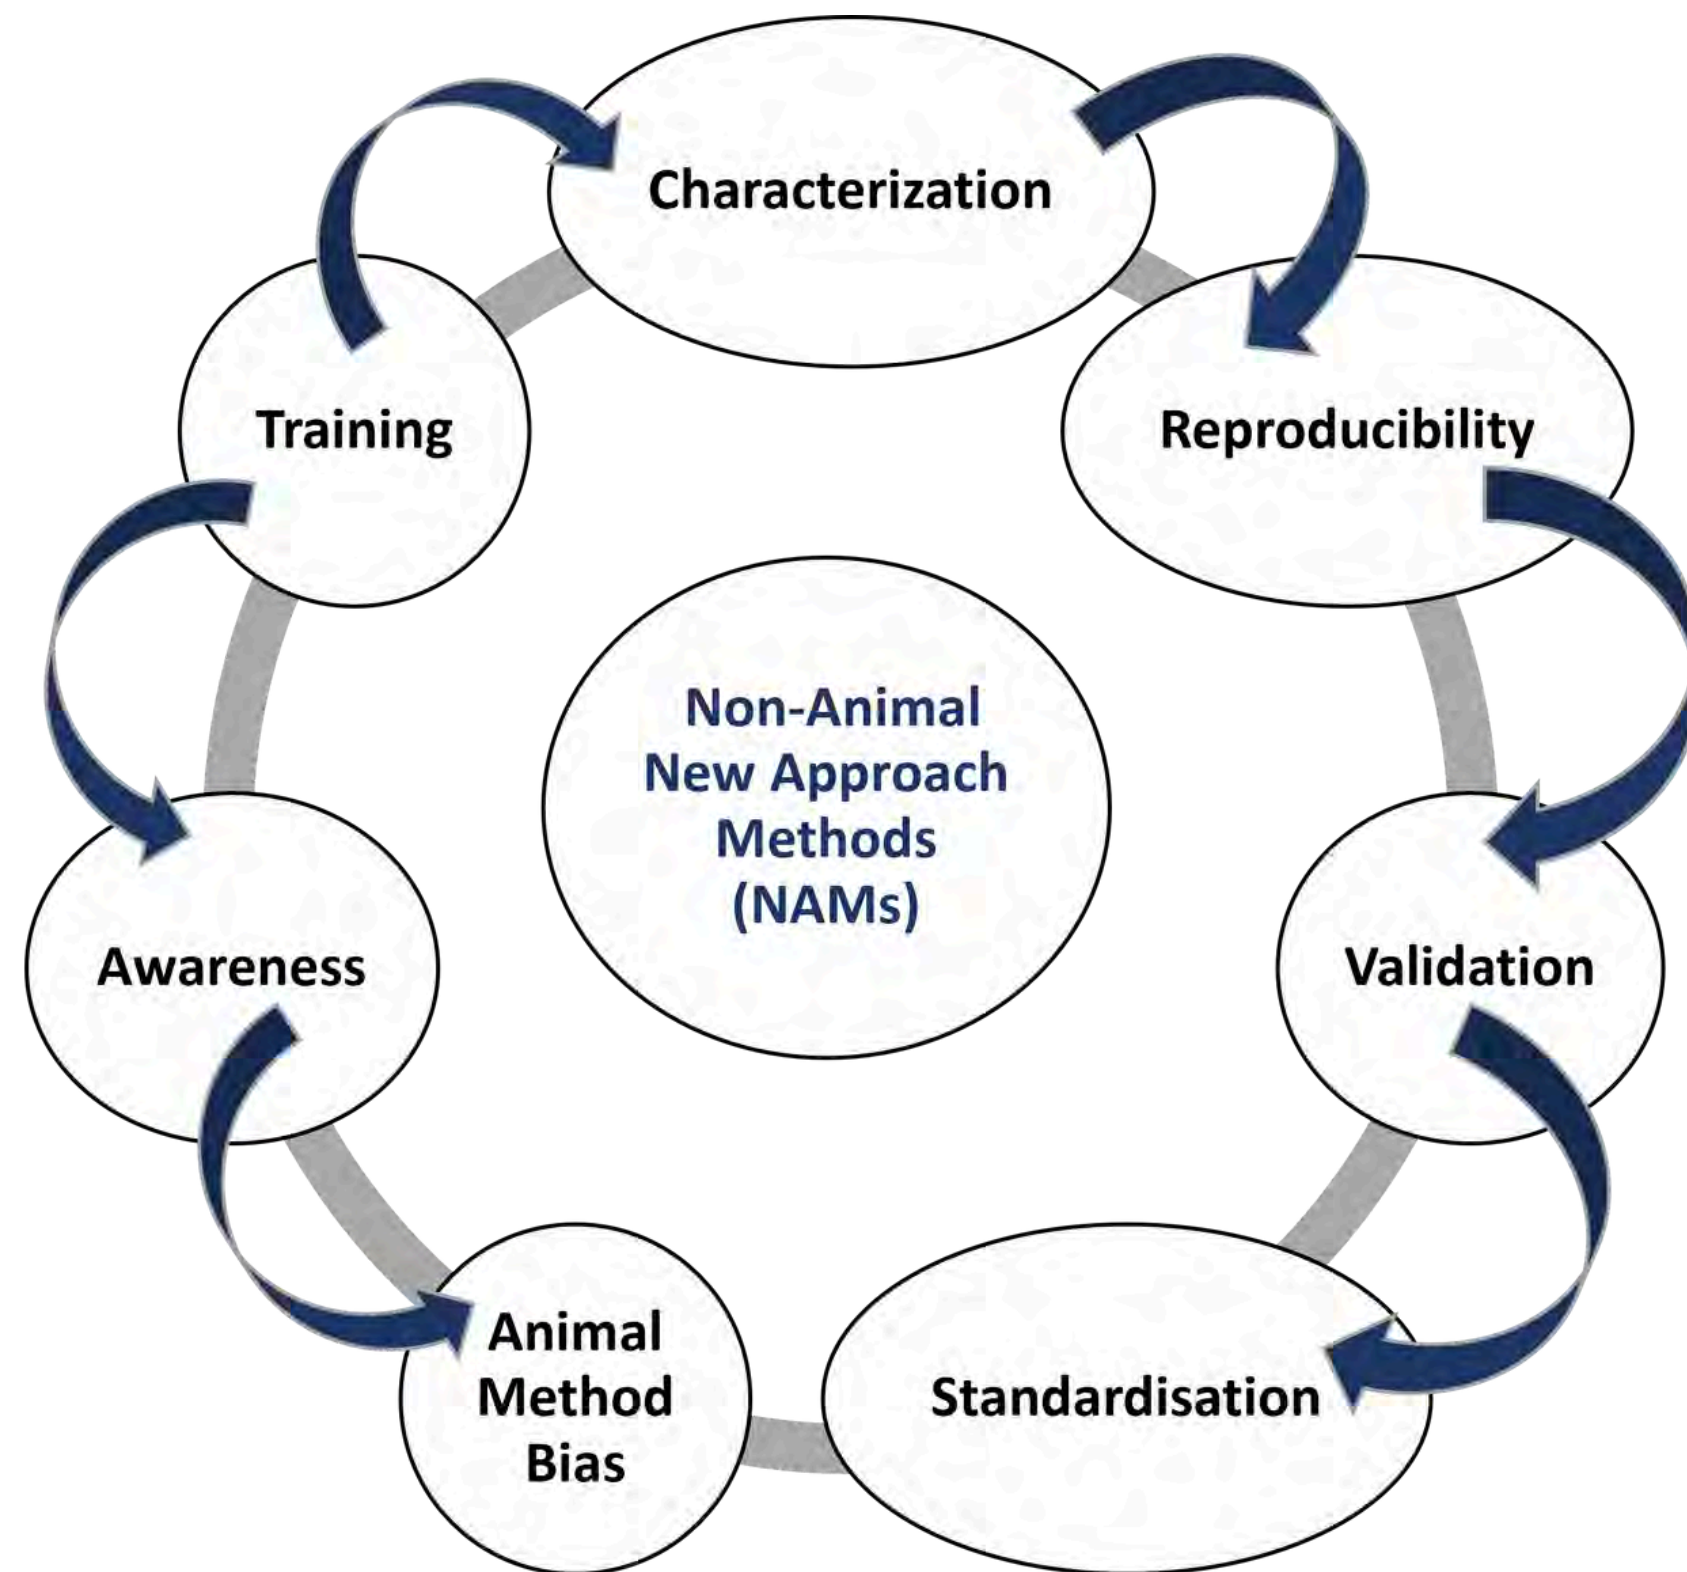 Characterization
Reproducibility
Training
Non-Animal
New Approach
Methods
(NAMs)
Awareness
Validation
Animal
Method
Bias
Standardisation